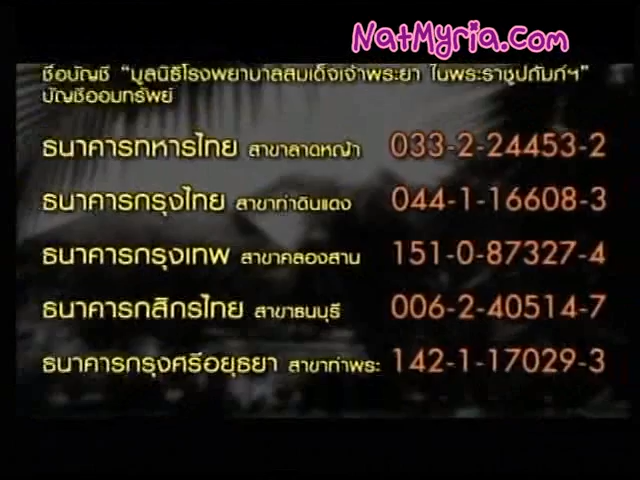 NatMyria.Com
ชื่อบัญชี "มูลนิธิโรงพยาบาลสมเด็จเจ้าพระยา ในพระราชูปถัมภ์ฯ"
บัญชีออมทรัพย์
ธนาคารทหารไทย สาขาลาดหญ้า 033-2-24453-2
ธนาคารกรุงไทย สาขาท่าดินแดง 044-1-16608-3
ธนาคารกรุงเทพ สาขาคลองสาน 151-0-87327-4
ธนาคารกสิกรไทย สาขาธนบุรี 006-2-40514-7
ธนาคารกรุงศรีอยุธยา สาขาท่าพระ 142-1-17029-3